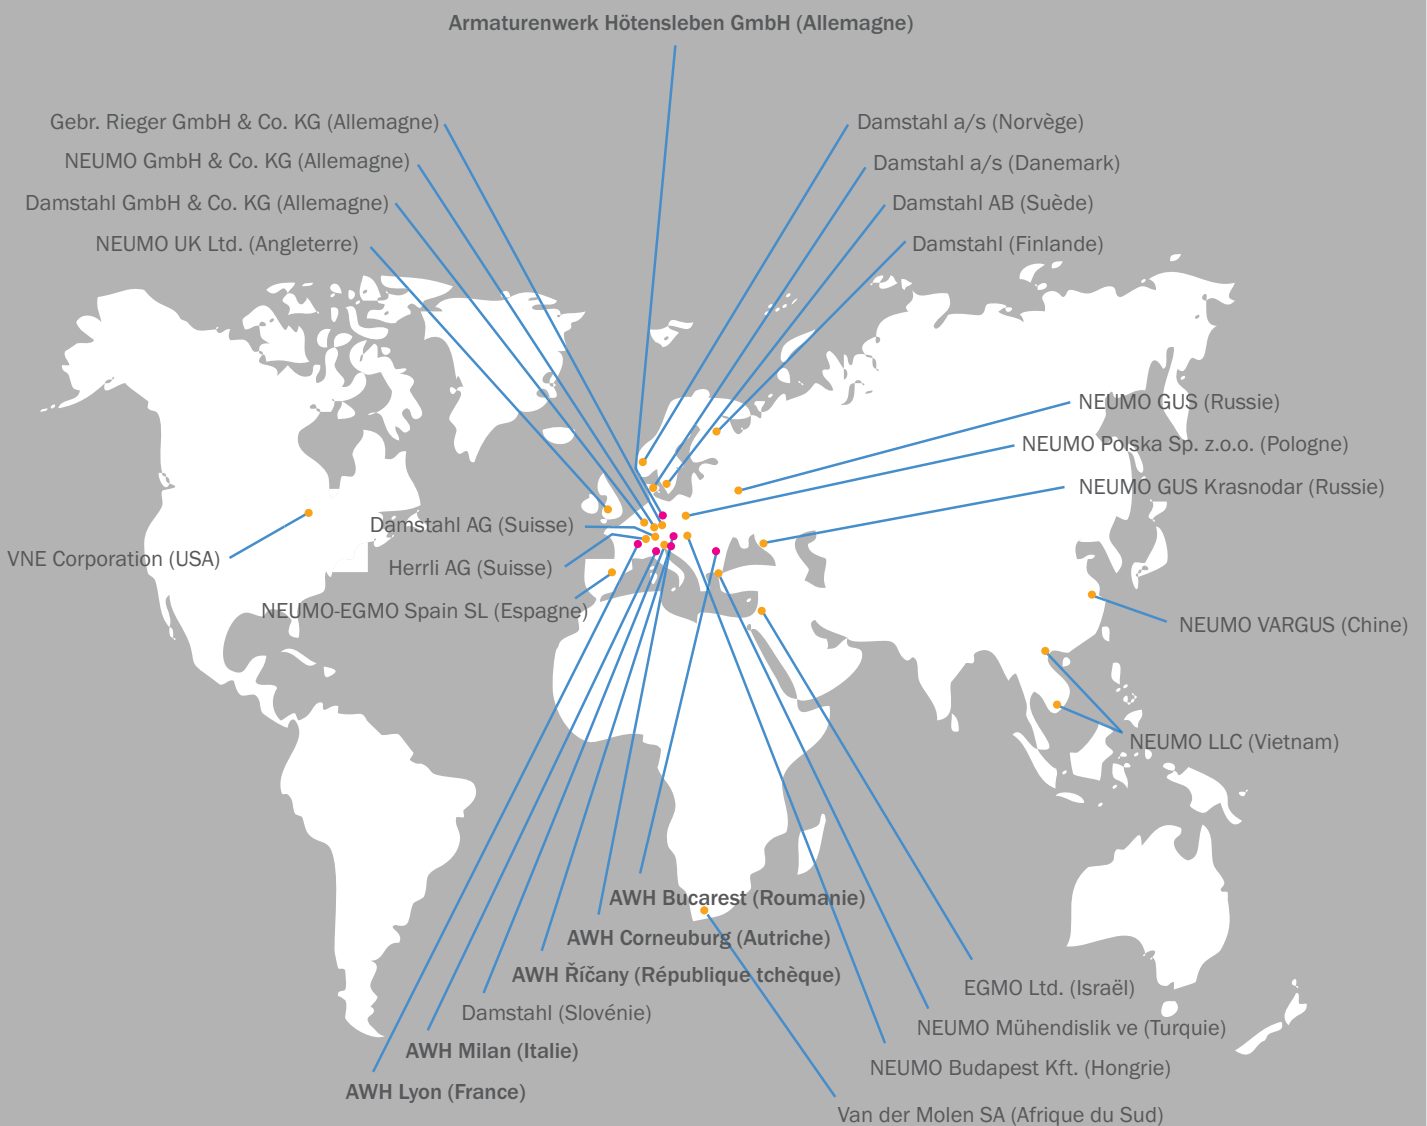 Armaturenwerk Hötensleben GmbH (Allemagne)
Gebr. Rieger GmbH & Co. KG (Allemagne)
NEUMO GmbH & Co. KG (Allemagne)
Damstahl GmbH & Co. KG (Allemagne)
NEUMO UK Ltd. (Angleterre)
Damstahl a/s (Norvège)
Damstahl a/s (Danemark)
Damstahl AB (Suède)
Damstahl (Finlande)
NEUMO GUS (Russie)
NEUMO Polska Sp. z.o.o. (Pologne)
NEUMO GUS Krasnodar (Russie)
Damstahl AG (Suisse)
VNE Corporation (USA)
Herrli AG (Suisse)
NEUMO-EGMO Spain SL (Espagne)
NEUMO VARGUS (Chine)
NEUMO LLC (Vietnam)
AWH Bucarest (Roumanie)
AWH Corneuburg (Autriche)
AWH Říčany (République tchèque)
Damstahl (Slovénie)
AWH Milan (Italie)
AWH Lyon (France)
EGMO Ltd. (Israël)
NEUMO Mühendislik ve (Turquie)
NEUMO Budapest Kft. (Hongrie)
Van der Molen SA (Afrique du Sud)